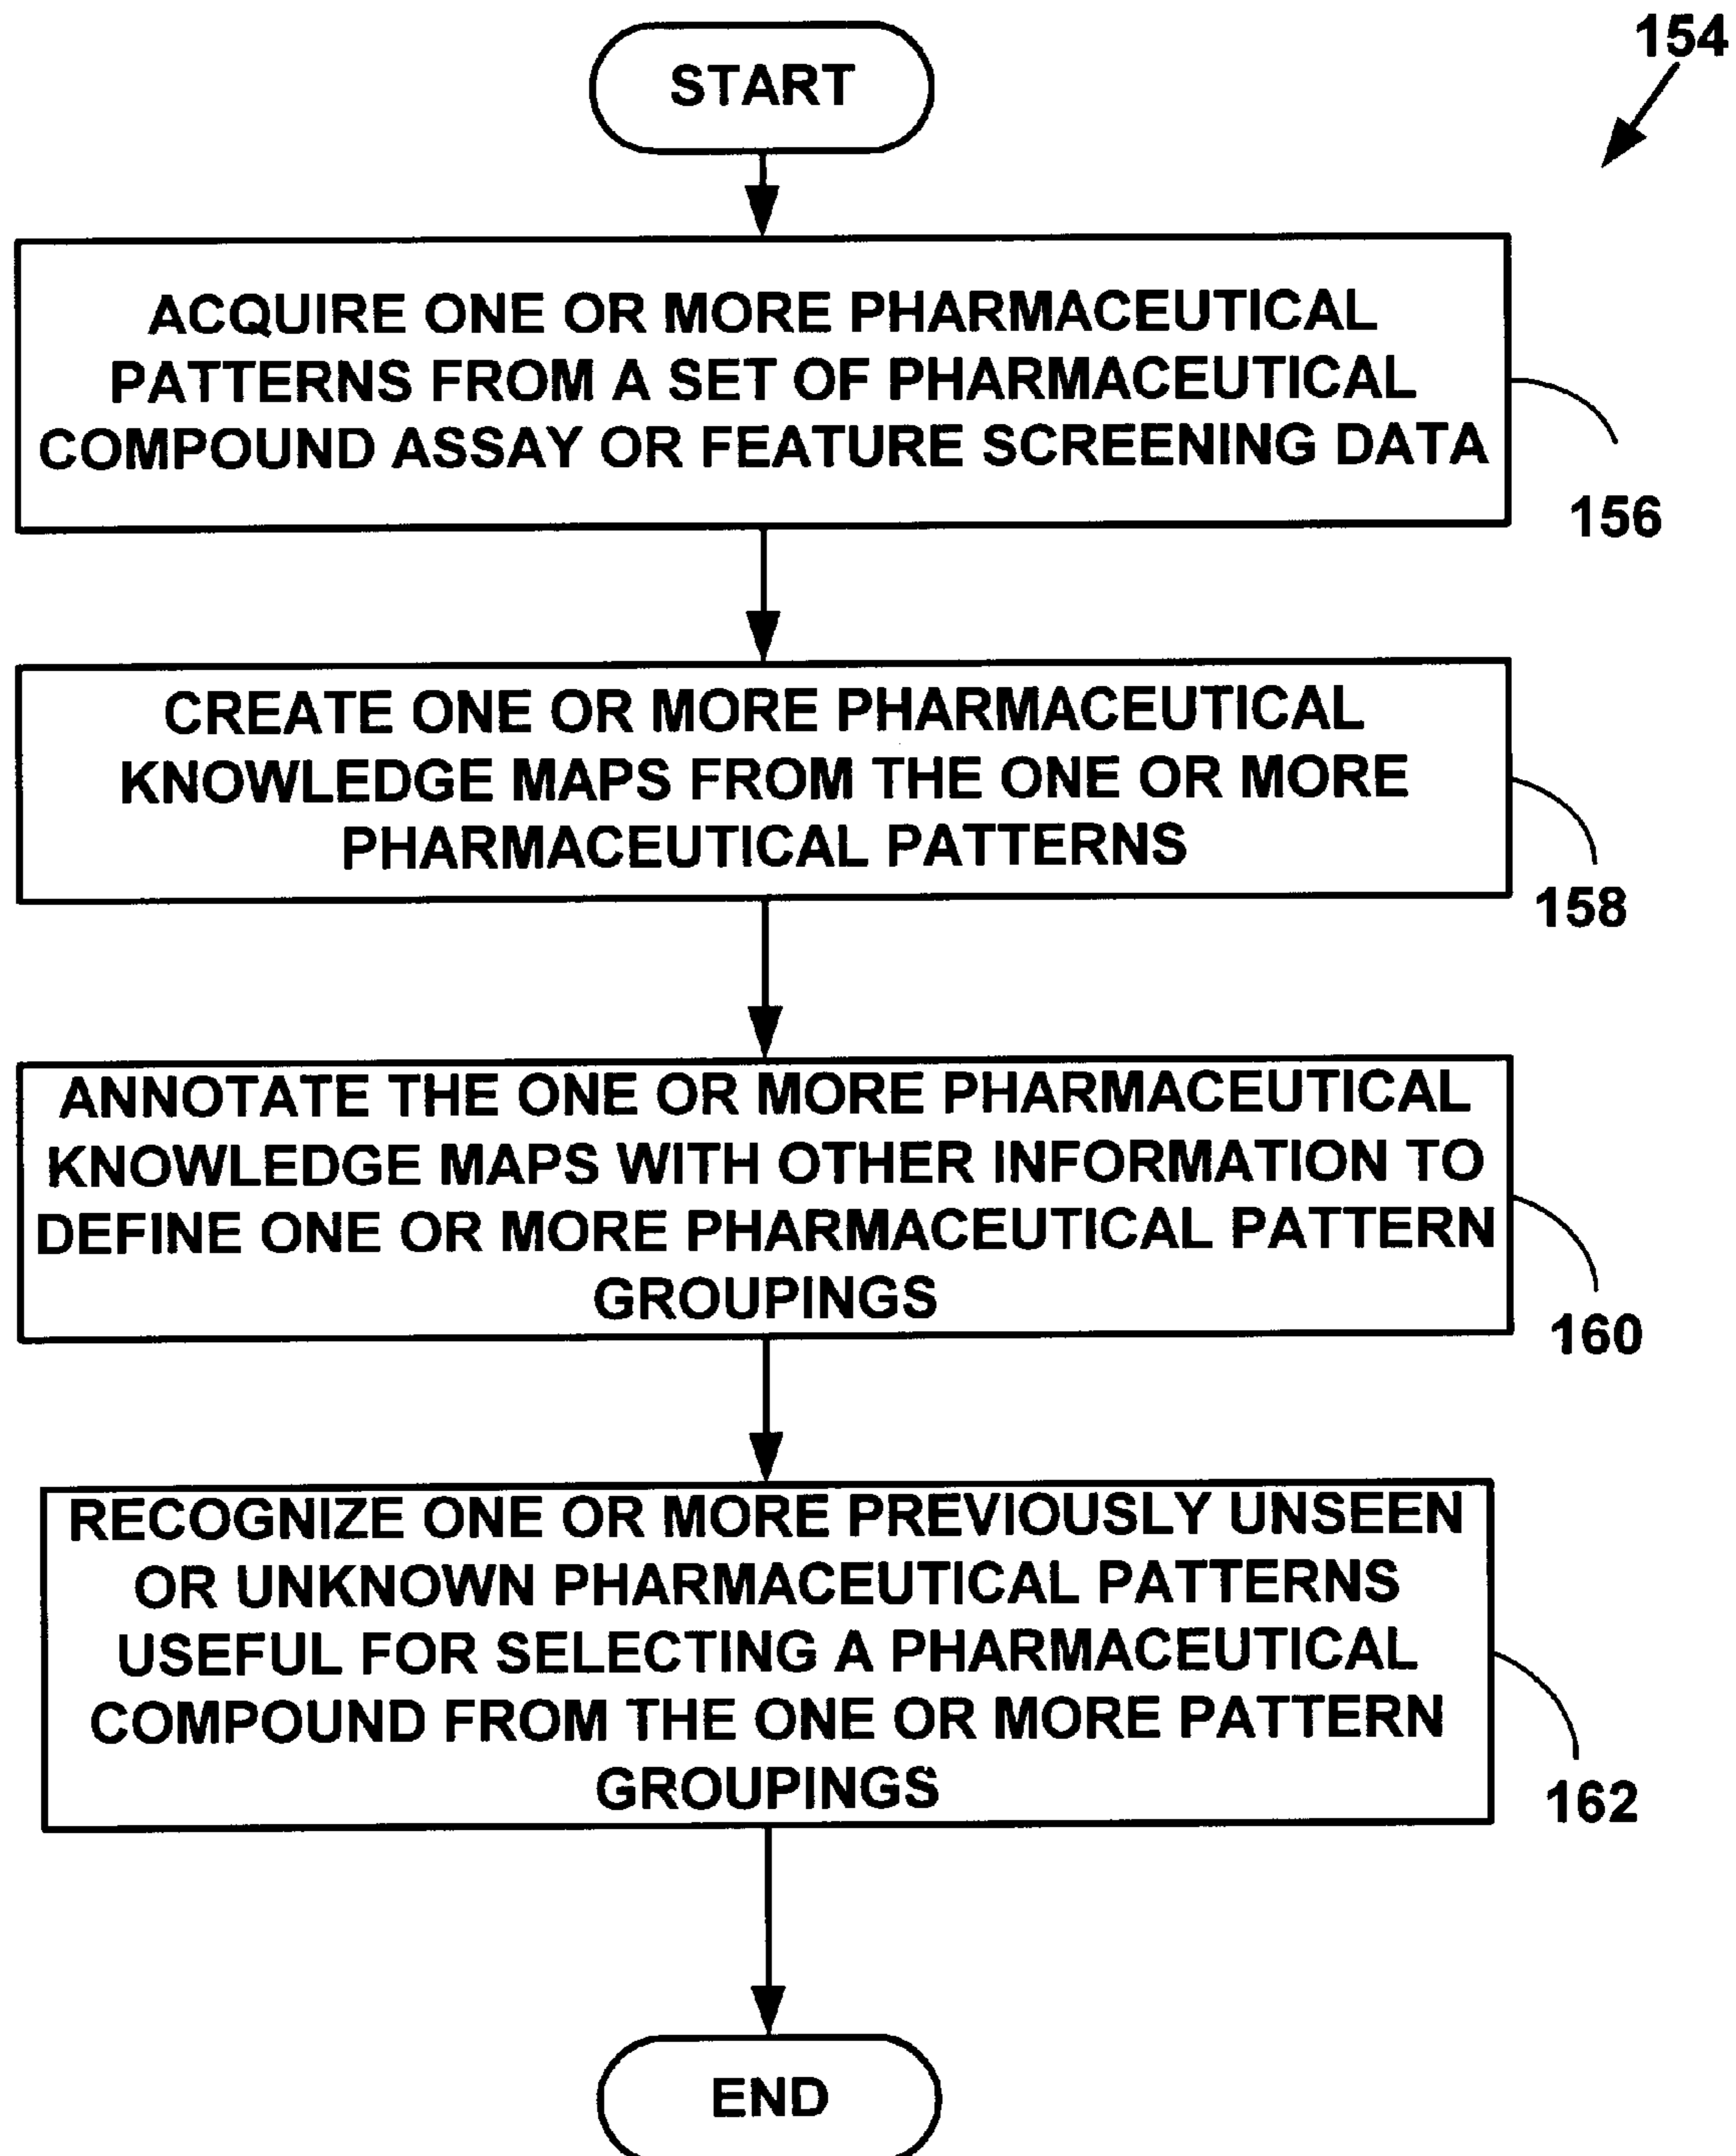 154
START
ACQUIRE ONE OR MORE PHARMACEUTICAL
PATTERNS FROM A SET OF PHARMACEUTICAL
COMPOUND ASSAY OR FEATURE SCREENING DATA
156
CREATE ONE OR MORE PHARMACEUTICAL
KNOWLEDGE MAPS FROM THE ONE OR MORE
PHARMACEUTICAL PATTERNS
158
ANNOTATE THE ONE OR MORE PHARMACEUTICAL
KNOWLEDGE MAPS WITH OTHER INFORMATION TO
DEFINE ONE OR MORE PHARMACEUTICAL PATTERN
GROUPINGS
160
RECOGNIZE ONE OR MORE PREVIOUSLY UNSEEN
OR UNKNOWN PHARMACEUTICAL PATTERNS
USEFUL FOR SELECTING A PHARMACEUTICAL
COMPOUND FROM THE ONE OR MORE PATTERN
GROUPINGS
162
END